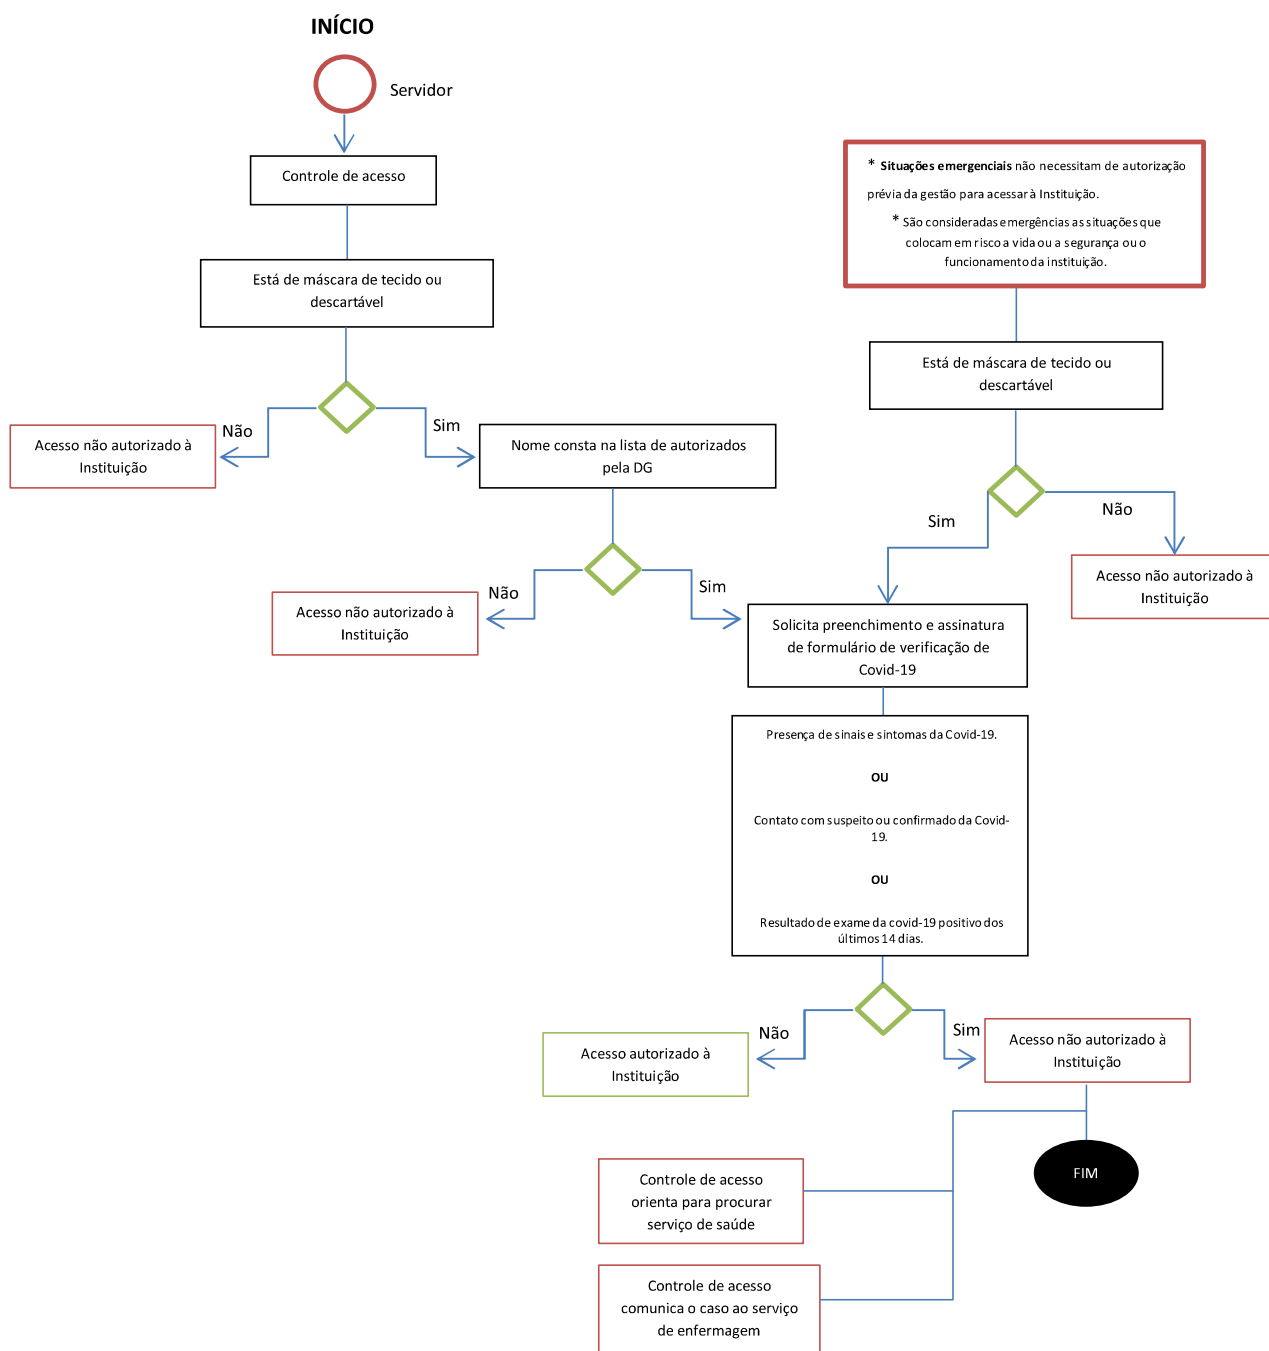 INÍCIO
Servidor
Controle de acesso
Está de máscara de tecido ou
descartável
Não
Sim
Acesso não autorizado à
Instituição
Nome consta na lista de autorizados
pela DG
Não
Sim
Acesso não autorizado à
Instituição
* Situações emergenciais não necessitam de autorização
prévia da gestão para acessar à Instituição.
* São consideradas emergências as situações que
colocam em risco a vida ou a segurança ou o
funcionamento da instituição.
Está de máscara de tecido ou
descartável
Sim
Não
Acesso não autorizado à
Instituição
Solicita preenchimento e assinatura
de formulário de verificação de
Covid-19
Presença de sinais e sintomas da Covid-19.
OU
Contato com suspeito ou confirmado da Covid-
19.
OU
Resultado de exame da covid-19 positivo dos
últimos 14 dias.
Não
Sim
Acesso autorizado à
Instituição
Acesso não autorizado à
Instituição
FIM
Controle de acesso
orienta para procurar
serviço de saúde
Controle de acesso
comunica o caso ao serviço
de enfermagem